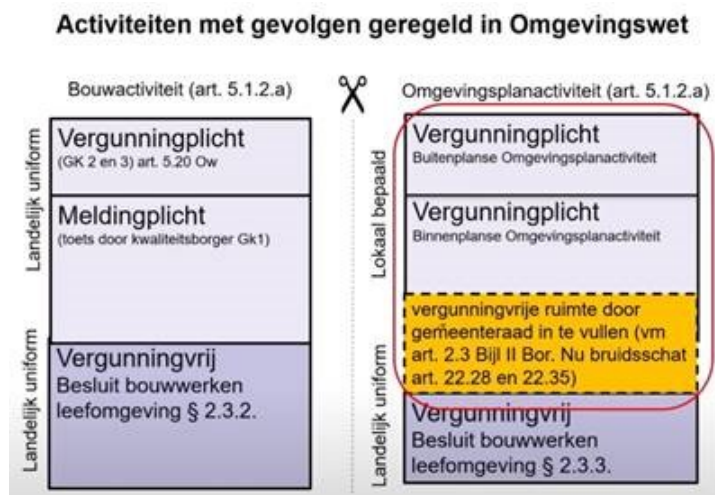 Activiteiten met gevolgen geregeld in Omgevingswet
Bouwactiviteit (art. 5.1.2.a)
Landelijk uniform
Vergunningplicht
(GK 2 en 3) art. 5.20 Ow
Meldingplicht
(toets door kwaliteitsborger Gk1)
Landelijk uniform
Vergunningvrij
Besluit bouwwerken
leefomgeving § 2.3.2.
Omgevingsplanactiviteit (art. 5.1.2.a)
Lokaal bepaald
Vergunningplicht
Buitenplanse Omgevingsplanactiviteit
Vergunningplicht
Binnenplanse Omgevingsplanactiviteit
vergunningvrije ruimte door
gemeenteraad in te vullen (vm
art. 2.3 Bijl II Bor. Nu bruidsschat
art. 22.28 en 22.35)
Landelijk uniform
Vergunningvrij
Besluit bouwwerken
leefomgeving § 2.3.3.